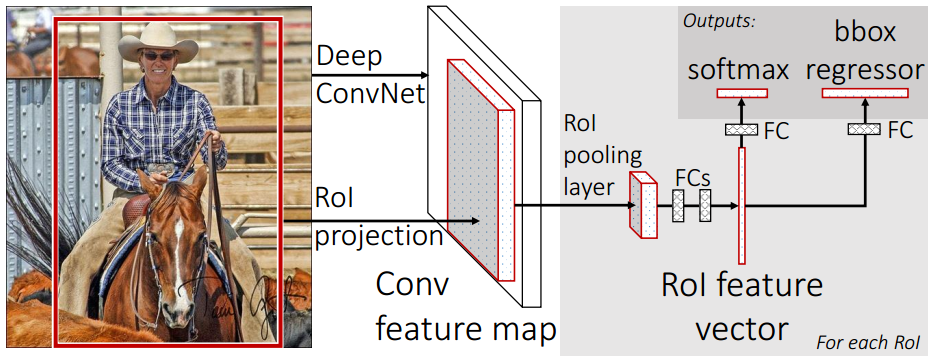 Deep
ConvNet
RoI
projection
Conv
feature map
RoI
pooling
layer
FCs
RoI feature
vector
Outputs:
softmax
bbox
regressor
FC
FC
For each RoI